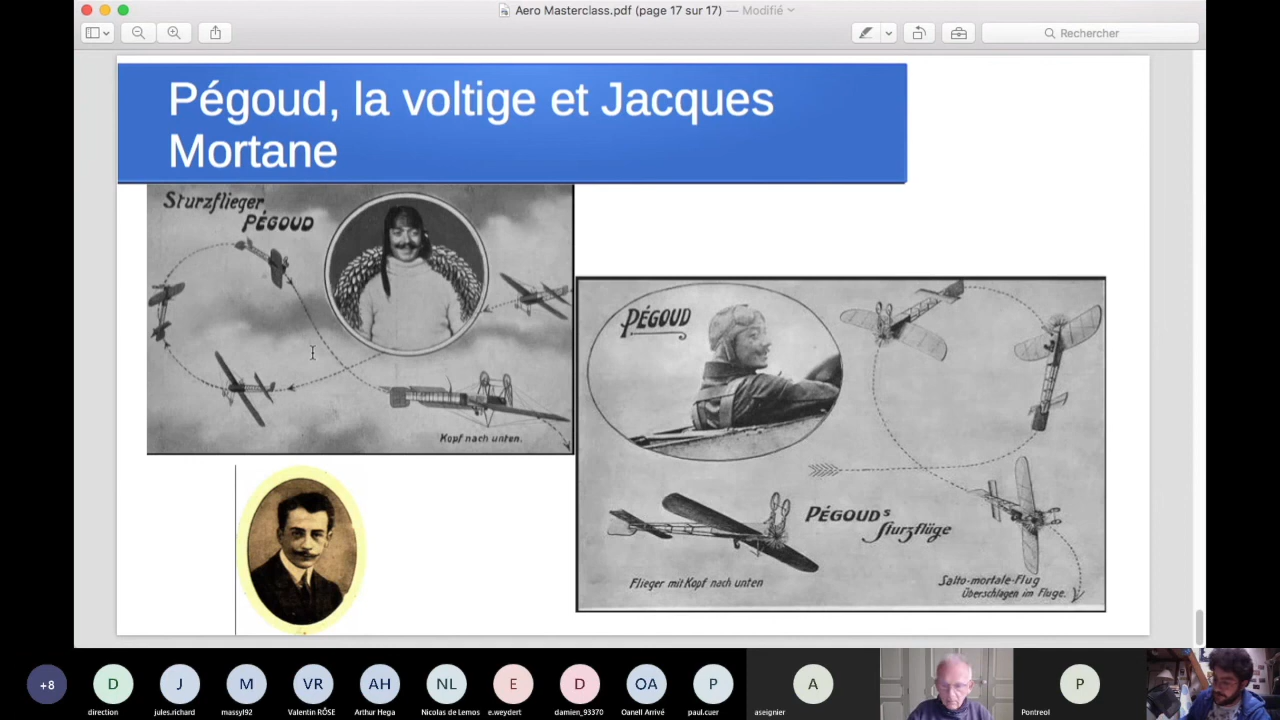 Aero Masterclass.pdf (page 17 sur 17) — Modifié
Rechercher
Pégoud, la voltige et Jacques
Mortane
Sturzflieger
PÉGOUD
Kopf nach unten.
PÉGOUD
PÉGOUDs
Sturzflüge
Flieger mit Kopf nach unten
Salto-mortale-Flug
Überschlagen im Fluge.
+8
D
J
M
VR
AH
NL
E
D
OA
P
A
P
direction
jules.richard
massyl92
Valentin RÖSE
Arthur Hega
Nicolas de Lemos
e.weydert
damien_93370
Oanell Arrivé
paul.cuer
aseignier
Pontreol